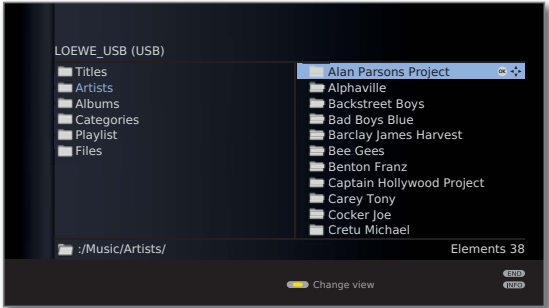 LOEWE_USB (USB)
Titles
Artists
Albums
Categories
Playlist
Files
Alan Parsons Project OK
Alphaville
Backstreet Boys
Bad Boys Blue
Barclay James Harvest
Bee Gees
Benton Franz
Captain Hollywood Project
Carey Tony
Cocker Joe
Cretu Michael
:/Music/Artists/
Elements 38
Change view
END
INFO